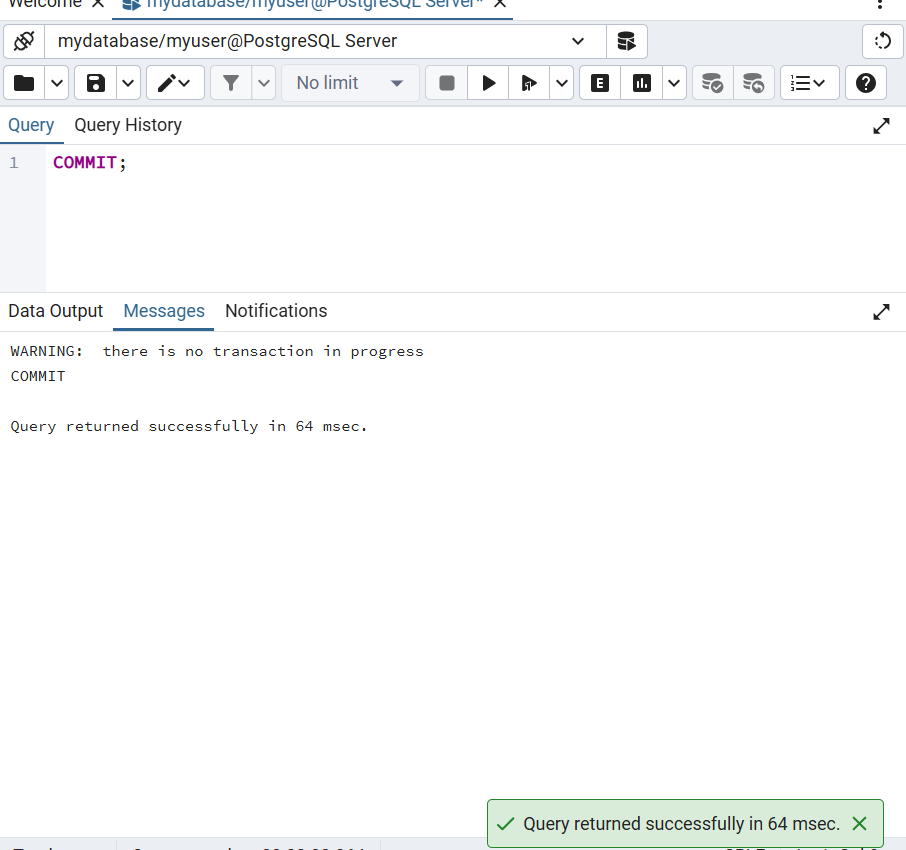 Welcome
mydatabase/myuser@PostgreSQL Server*
mydatabase/myuser@PostgreSQL Server
No limit
E
Query
Query History
1 COMMIT;
Data Output
Messages
Notifications
WARNING:  there is no transaction in progress
COMMIT
Query returned successfully in 64 msec.
Query returned successfully in 64 msec.